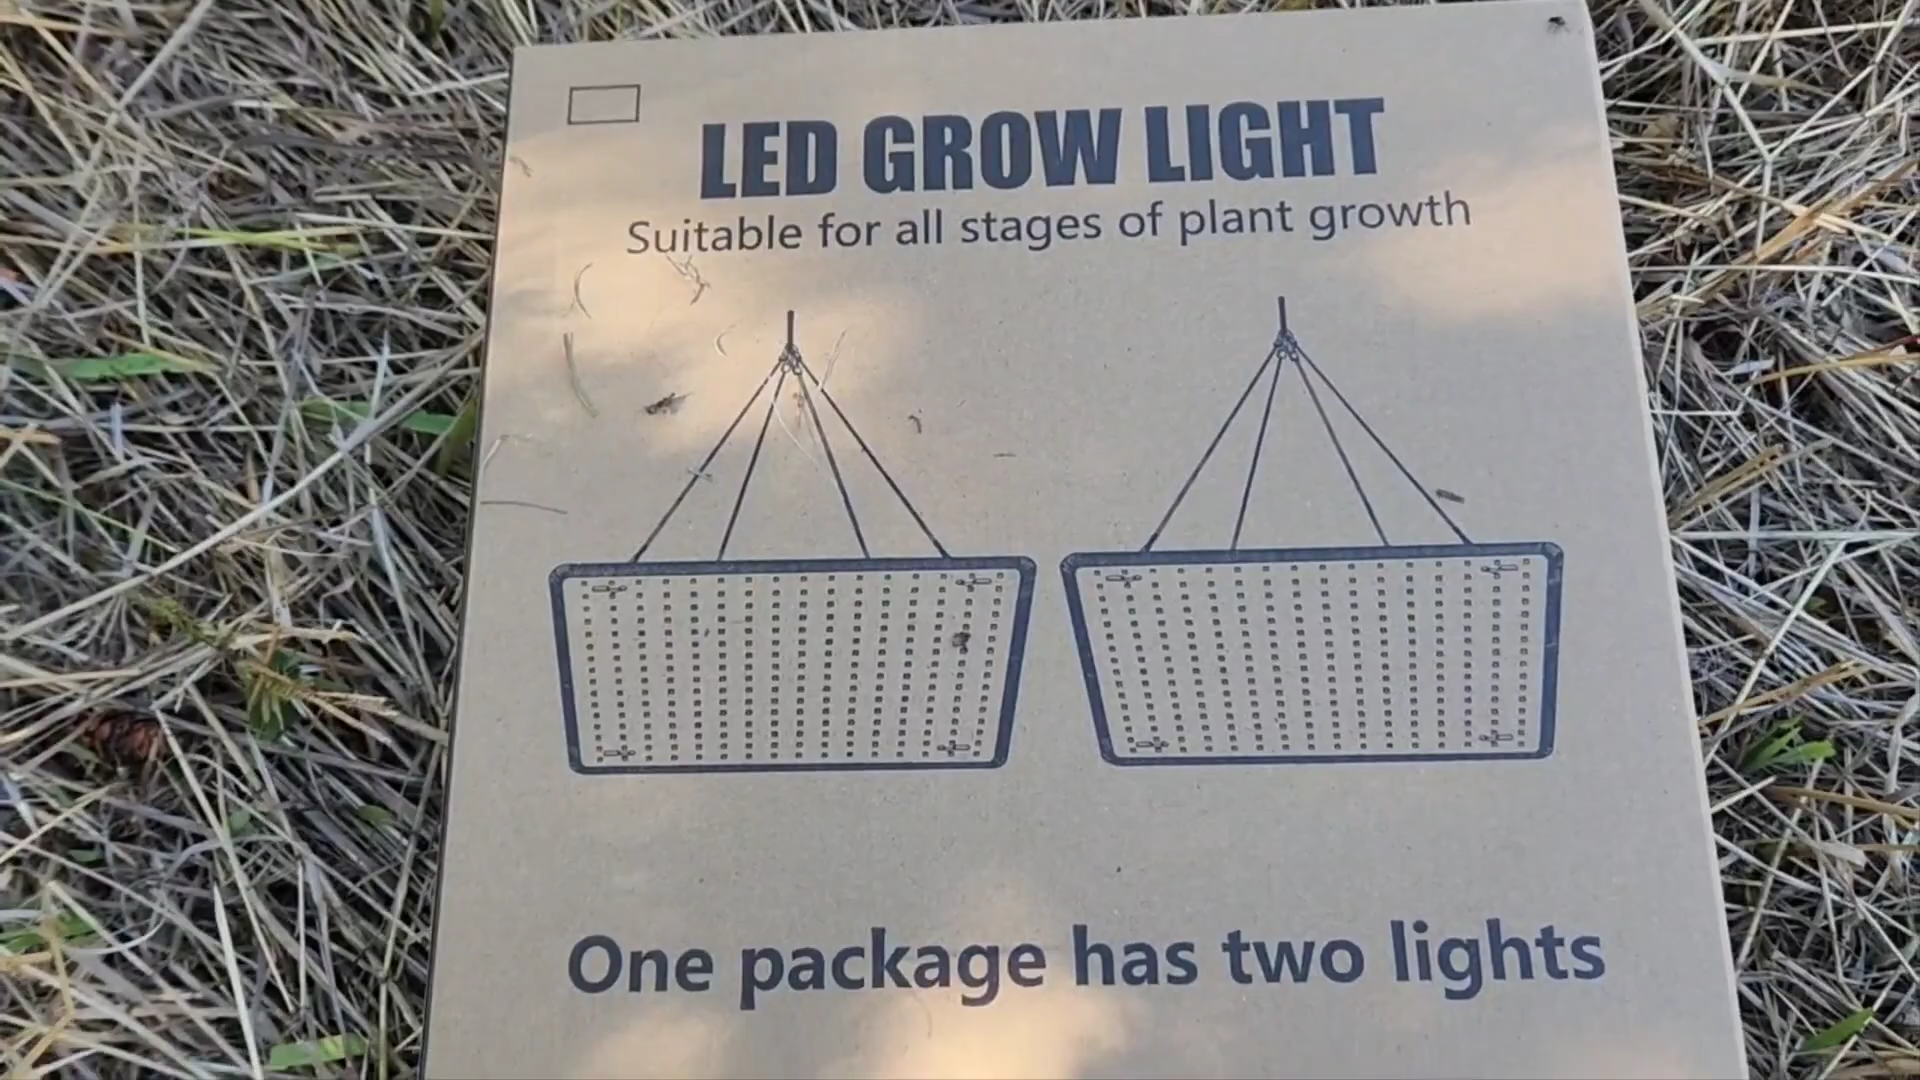 LED GROW LIGHT
Suitable for all stages of plant growth
One package has two lights